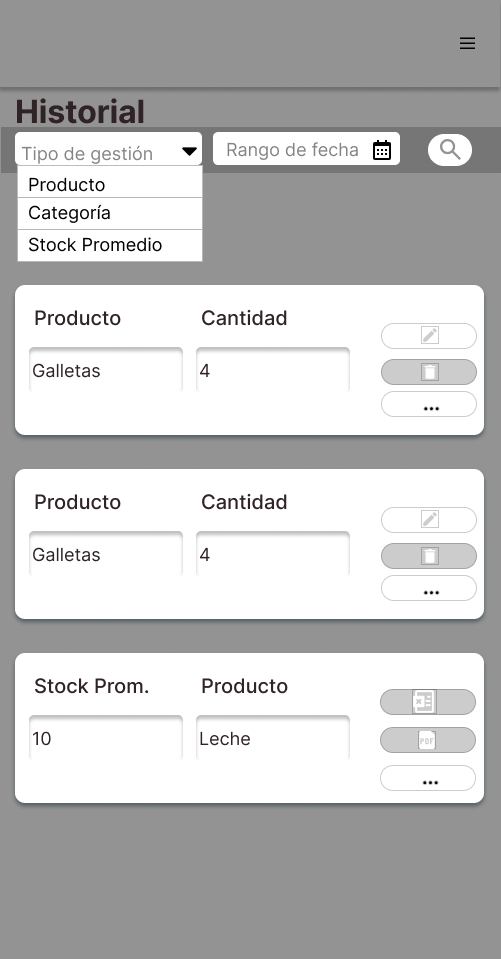 Historial
Tipo de gestión Rango de fecha
Producto
Categoría
Stock Promedio
Producto Cantidad
Galletas 4
...
Producto Cantidad
Galletas 4
...
Stock Prom. Producto
10 Leche
PDF
...